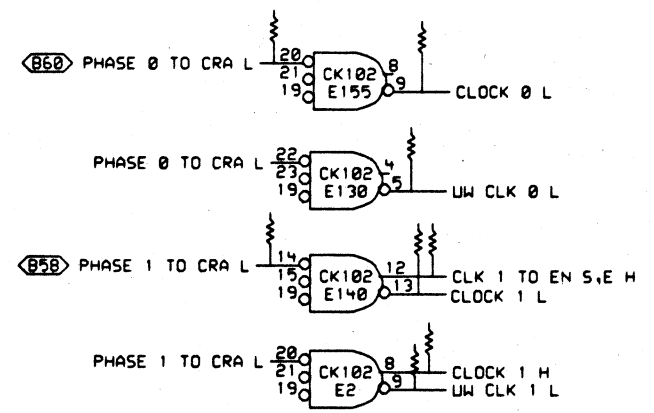 B60 PHASE 0 TO CRA L 20 21 19 CK102 E155 8 9 CLOCK 0 L
PHASE 0 TO CRA L 22 23 19 CK102 E130 4 5 UW CLK 0 L
B58 PHASE 1 TO CRA L 14 15 19 CK102 E140 12 13 CLK 1 TO EN S,E H
CLOCK 1 L
PHASE 1 TO CRA L 20 21 19 CK102 E2 8 9 CLOCK 1 H
UW CLK 1 L